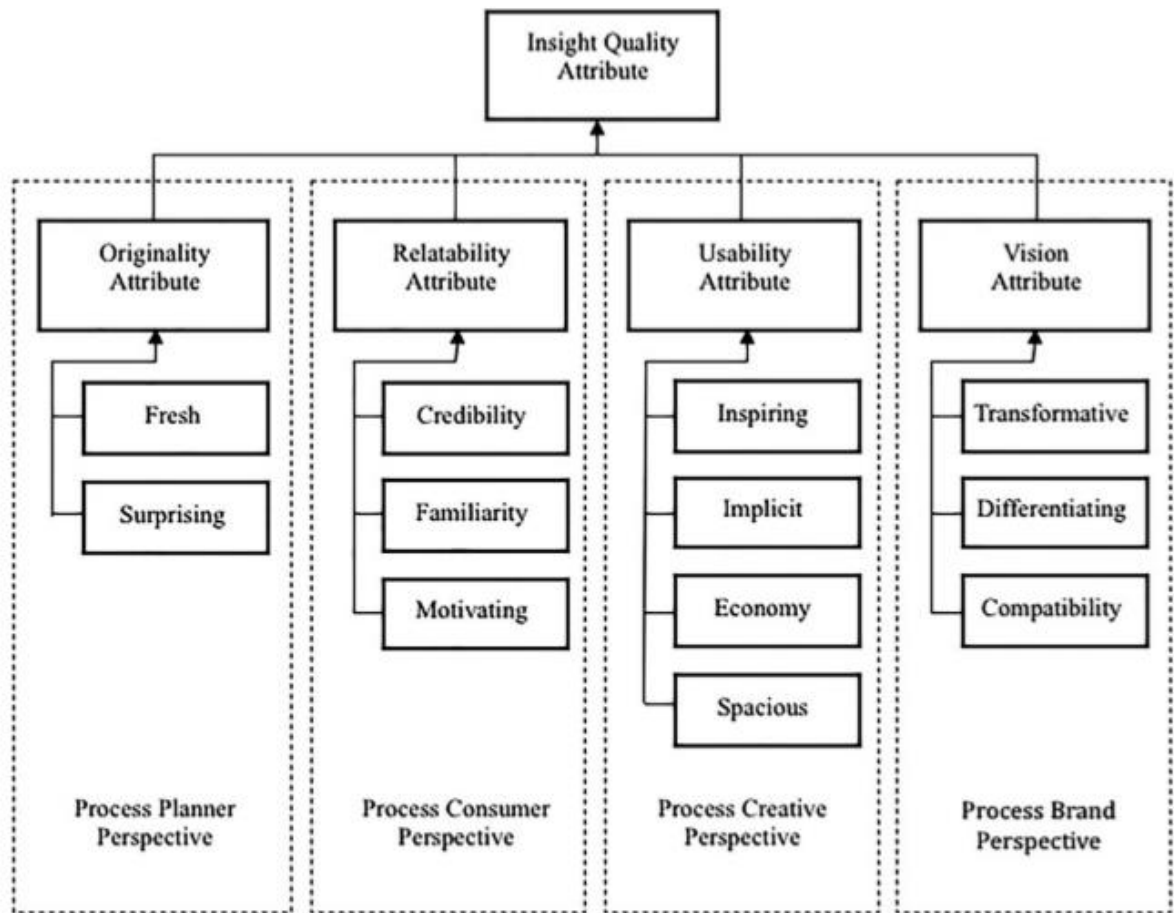 Insight Quality
Attribute
Originality
Attribute
Fresh
Surprising
Process Planner
Perspective
Relatability
Attribute
Credibility
Familiarity
Motivating
Process Consumer
Perspective
Usability
Attribute
Inspiring
Implicit
Economy
Spacious
Process Creative
Perspective
Vision
Attribute
Transformative
Differentiating
Compatibility
Process Brand
Perspective